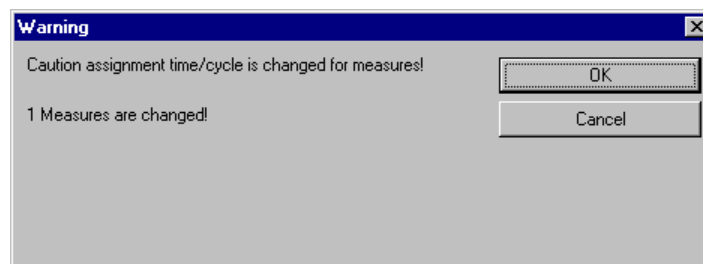 Warning
Caution assignment time/cycle is changed for measures!
OK
1 Measures are changed!
Cancel